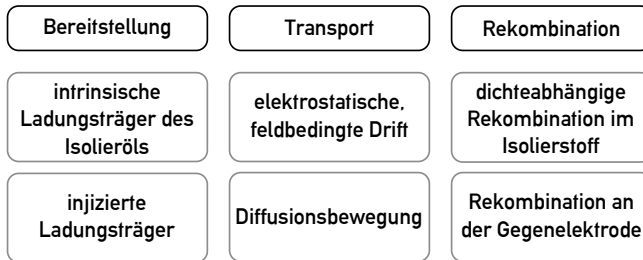 Bereitstellung
Transport
Rekombination
intrinsische
Ladungsträger des
Isolieröls
elektrostatische,
feldbedingte Drift
dichteabhängige
Rekombination im
Isolierstoff
injizierte
Ladungsträger
Diffusionsbewegung
Rekombination an
der Gegenelektrode